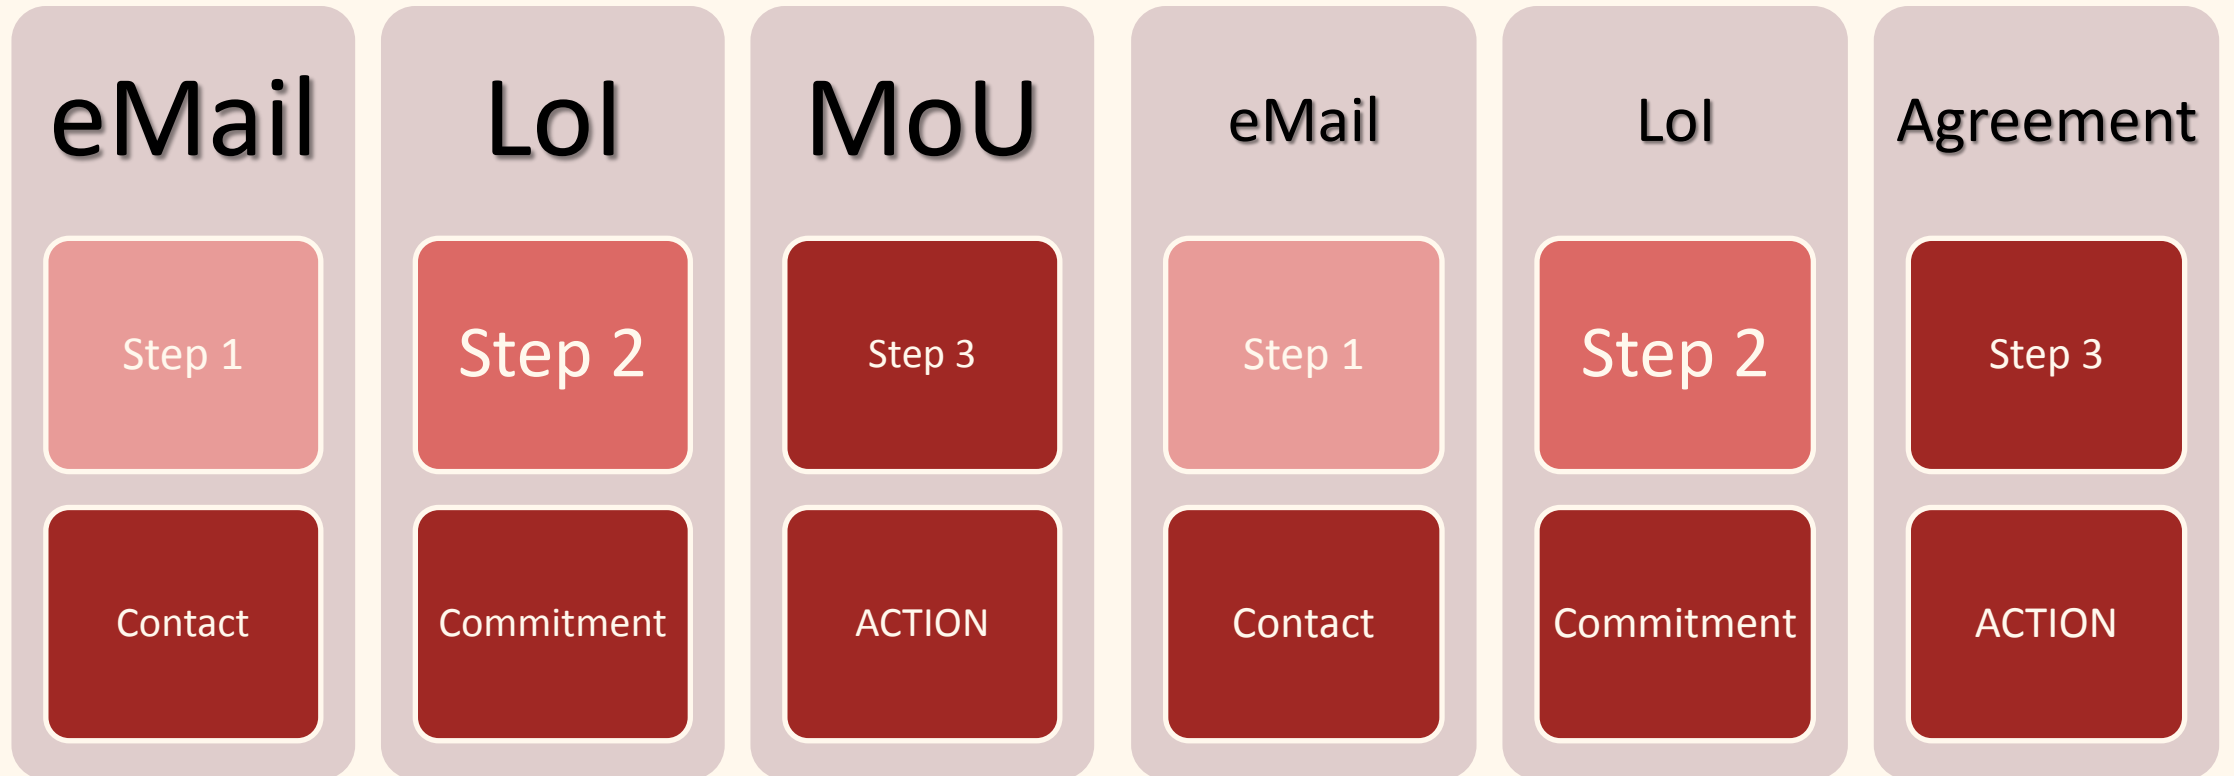 eMail
LoI
MoU
eMail
LoI
Agreement
Step 1
Step 2
Step 3
Step 1
Step 2
Step 3
Contact
Commitment
ACTION
Contact
Commitment
ACTION